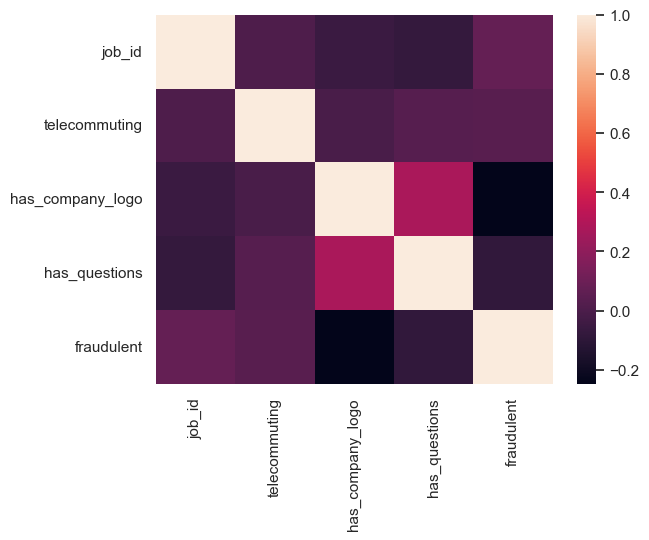 job_id
telecommuting
has_company_logo
has_questions
fraudulent
job_id
telecommuting
has_company_logo
has_questions
fraudulent
1.0
0.8
0.6
0.4
0.2
0.0
−0.2